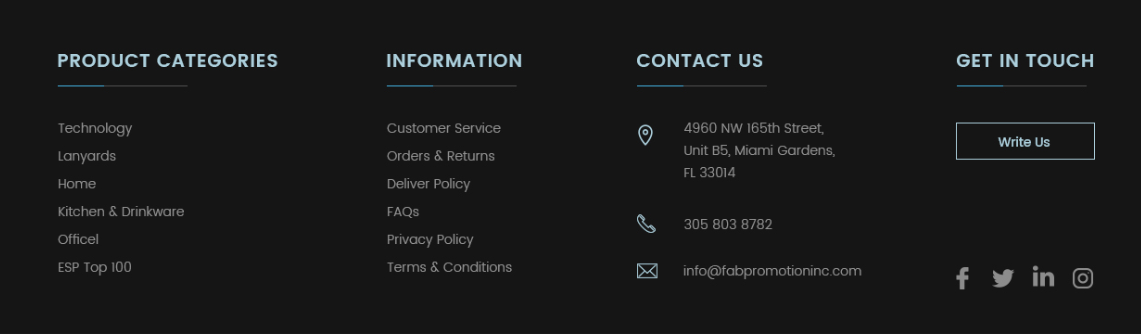 PRODUCT CATEGORIES
Technology
Lanyards
Home
Kitchen & Drinkware
Officel
ESP Top 100
INFORMATION
Customer Service
Orders & Returns
Deliver Policy
FAQs
Privacy Policy
Terms & Conditions
CONTACT US
4960 NW 165th Street,
Unit B5, Miami Gardens,
FL 33014
305 803 8782
info@fabpromotioninc.com
GET IN TOUCH
Write Us